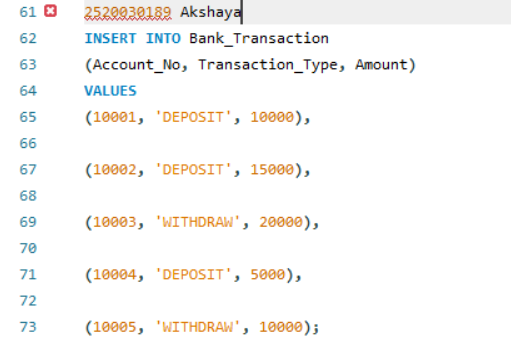 61 2520030189 Akshaya
62 INSERT INTO Bank_Transaction
63 (Account_No, Transaction_Type, Amount)
64 VALUES
65 (10001, 'DEPOSIT', 10000),
66
67 (10002, 'DEPOSIT', 15000),
68
69 (10003, 'WITHDRAW', 20000),
70
71 (10004, 'DEPOSIT', 5000),
72
73 (10005, 'WITHDRAW', 10000);